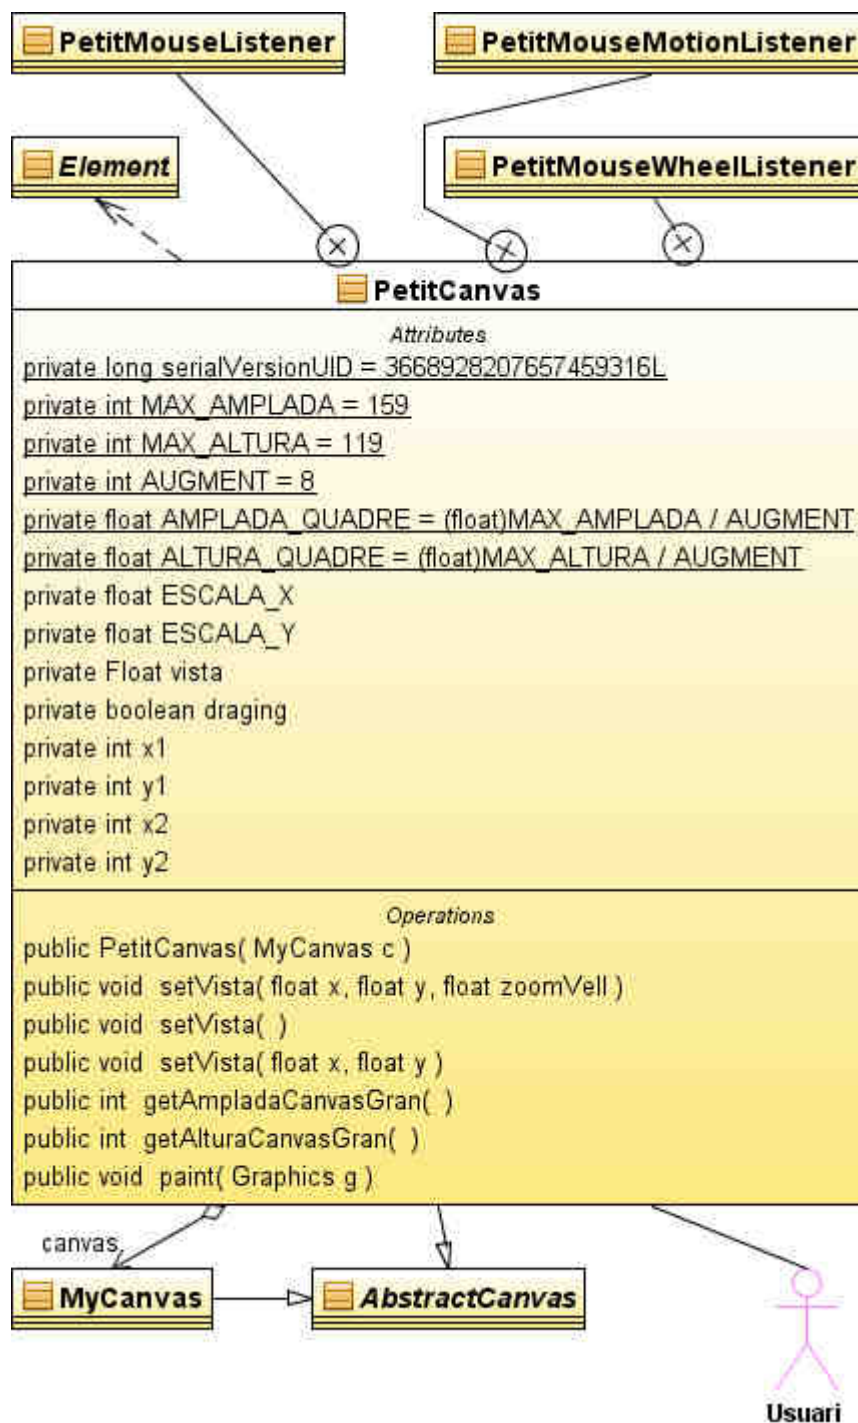 PetitMouseListener
PetitMouseMotionListener
Element
PetitMouseWheelListener
PetitCanvas
Attributes
private long serialVersionUID = 3668928207657459316L
private int MAX_AMPLADA = 159
private int MAX_ALTURA = 119
private int AUGMENT = 8
private float AMPLADA_QUADRE = (float)MAX_AMPLADA / AUGMENT
private float ALTURA_QUADRE = (float)MAX_ALTURA / AUGMENT
private float ESCALA_X
private float ESCALA_Y
private Float vista
private boolean draging
private int x1
private int y1
private int x2
private int y2
Operations
public PetitCanvas( MyCanvas c )
public void setVista( float x, float y, float zoomVell )
public void setVista( )
public void setVista( float x, float y )
public int getAmpladaCanvasGran( )
public int getAlturaCanvasGran( )
public void paint( Graphics g )
canvas
MyCanvas
AbstractCanvas
Usuari